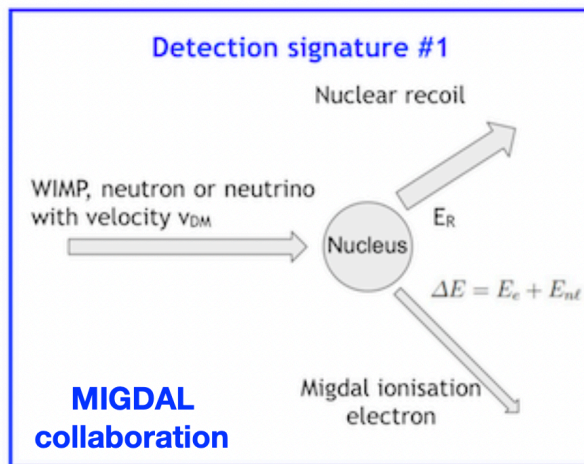 Detection signature #1
Nuclear recoil
WIMP, neutron or neutrino
with velocity vDM
ER
Nucleus
ΔE = Ee + Enℓ
Migdal ionisation
electron
MIGDAL
collaboration